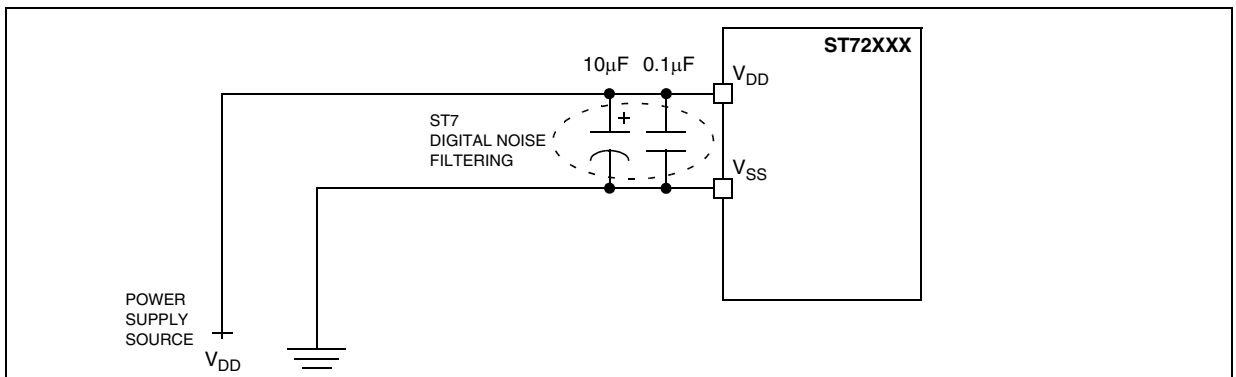 ST72XXX
10μF 0.1μF
VDD
+
ST7
DIGITAL NOISE
FILTERING
VSS
POWER
SUPPLY
SOURCE
VDD